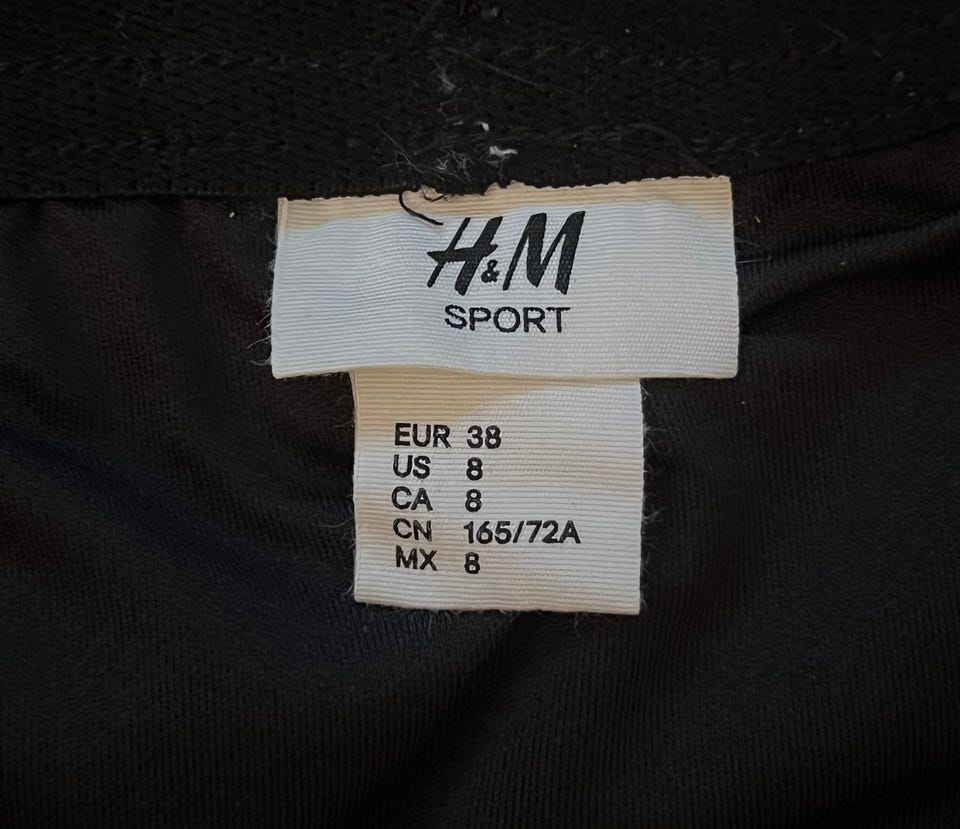 H&M
SPORT
EUR 38
US 8
CA 8
CN 165/72A
MX 8